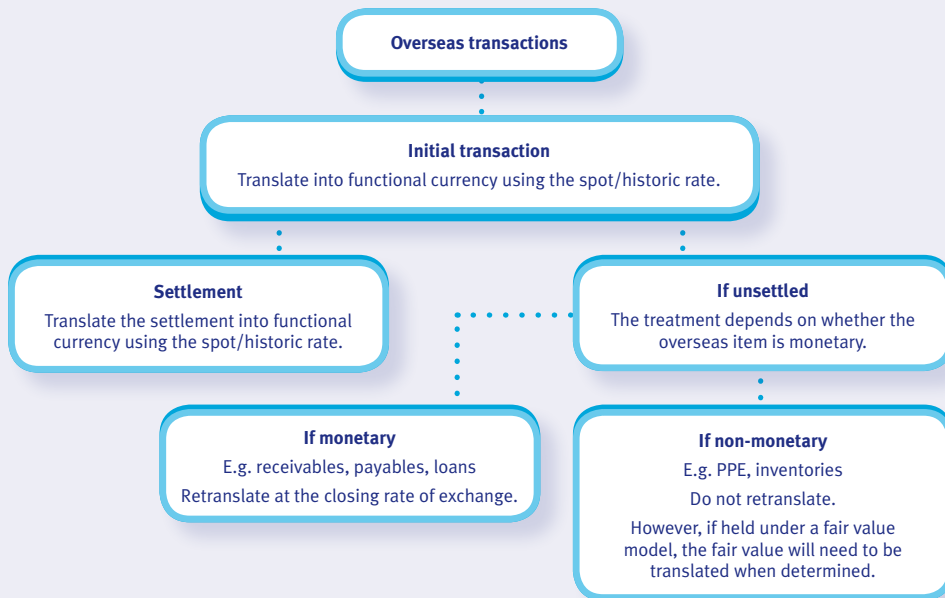 Overseas transactions
Initial transaction
Translate into functional currency using the spot/historic rate.
Settlement
Translate the settlement into functional
currency using the spot/historic rate.
If unsettled
The treatment depends on whether the
overseas item is monetary.
If monetary
E.g. receivables, payables, loans
Retranslate at the closing rate of exchange.
If non-monetary
E.g. PPE, inventories
Do not retranslate.
However, if held under a fair value
model, the fair value will need to be
translated when determined.